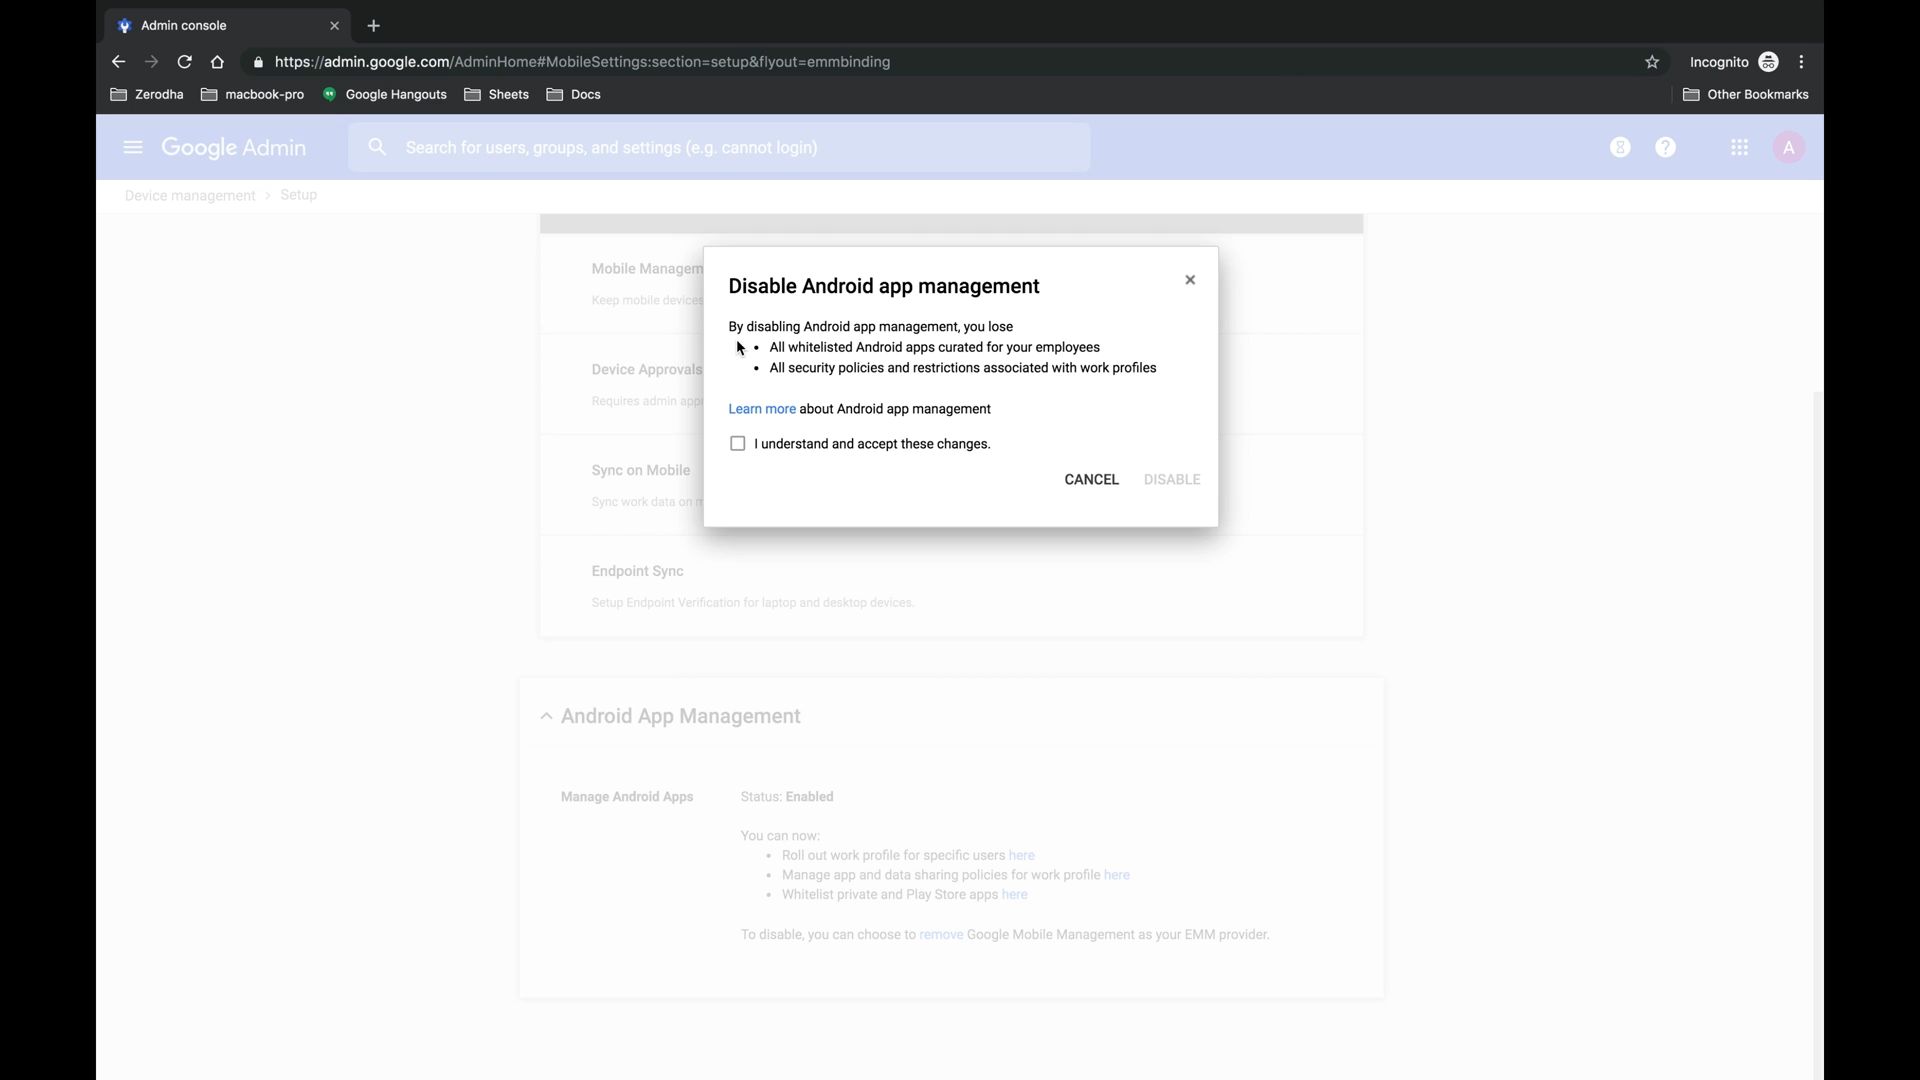 Admin console
https://admin.google.com/AdminHome#MobileSettings:section=setup&flyout=emmbinding
Incognito
Zerodha
macbook-pro
Google Hangouts
Sheets
Docs
Other Bookmarks
Google Admin
Search for users, groups, and settings (e.g. cannot login)
A
Device management > Setup
Mobile Managem
Keep mobile devices
Device Approvals
Requires admin app
Sync on Mobile
Sync work data on
Endpoint Sync
Setup Endpoint Verification for laptop and desktop devices.
Disable Android app management
By disabling Android app management, you lose
• All whitelisted Android apps curated for your employees
• All security policies and restrictions associated with work profiles
Learn more about Android app management
I understand and accept these changes.
CANCEL DISABLE
Android App Management
Manage Android Apps
Status: Enabled
You can now:
• Roll out work profile for specific users here
• Manage app and data sharing policies for work profile here
• Whitelist private and Play Store apps here
To disable, you can choose to remove Google Mobile Management as your EMM provider.